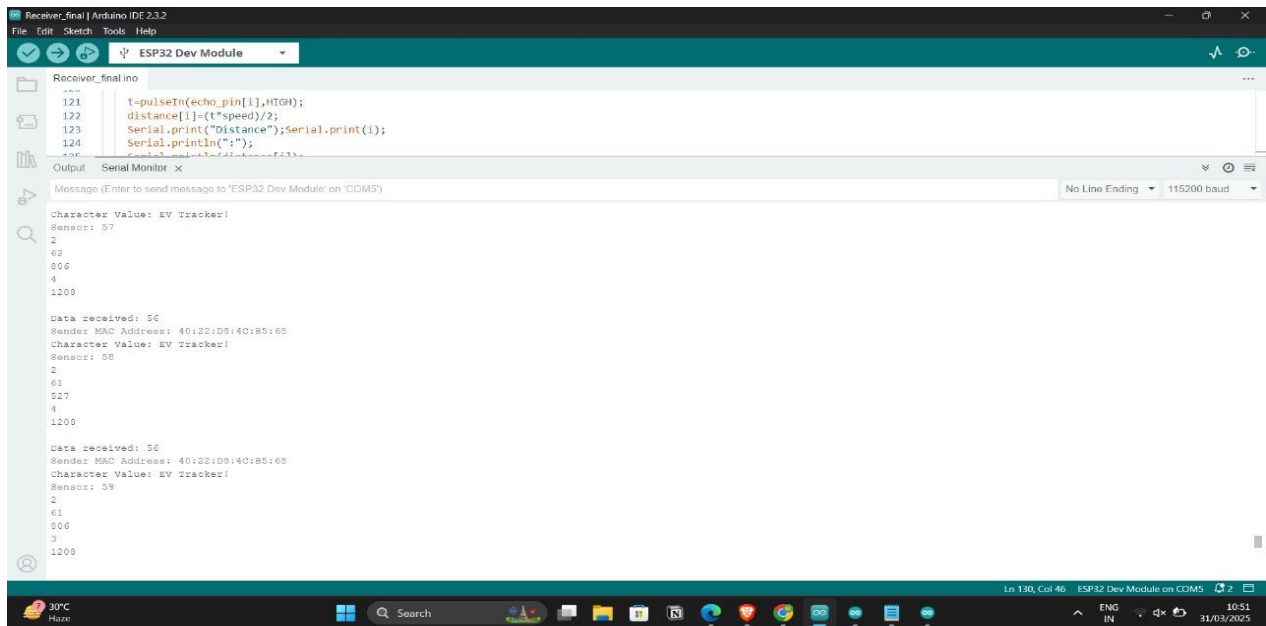 Receiver_final | Arduino IDE 2.3.2
File Edit Sketch Tools Help
ESP32 Dev Module
Receiver_final.ino
121 t=pulseIn(echo_pin[i],HIGH);
122 distance[i]=(t*speed)/2;
123 Serial.print("Distance");Serial.print(i);
124 Serial.println(":");
Output Serial Monitor
Message (Enter to send message to 'ESP32 Dev Module' on 'COM5')
No Line Ending 115200 baud
Character Value: EV Tracker!
Sensor: 57
2
62
806
4
1208
Data received: 56
Sender MAC Address: 40:22:D8:4C:B5:68
Character Value: EV Tracker!
Sensor: 58
2
61
527
4
1208
Data received: 56
Sender MAC Address: 40:22:D8:4C:B5:68
Character Value: EV Tracker!
Sensor: 59
2
61
806
3
1208
Ln 130, Col 46 ESP32 Dev Module on COM5 2
30°C
Haze
Search
ENG
IN
10:51
31/03/2025